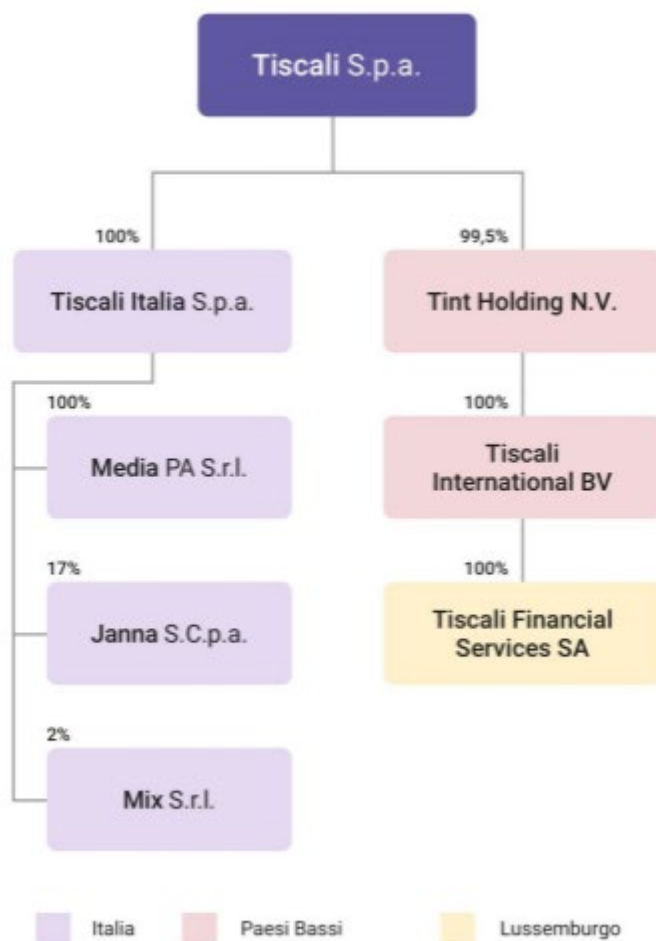 Tiscali S.p.a.
100%
99,5%
Tiscali Italia S.p.a.
Tint Holding N.V.
100%
100%
Media PA S.r.l.
Tiscali
International BV
17%
100%
Janna S.C.p.a.
Tiscali Financial
Services SA
2%
Mix S.r.l.
Italia
Paesi Bassi
Lussemburgo